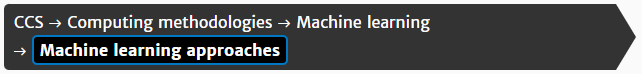 CCS → Computing methodologies → Machine learning
→ Machine learning approaches